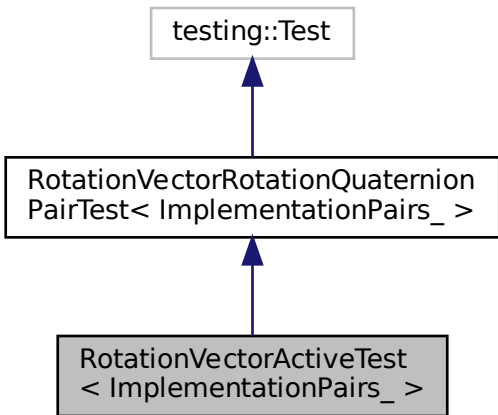 testing::Test
RotationVectorRotationQuaternion
PairTest< ImplementationPairs_ >
RotationVectorActiveTest
< ImplementationPairs_ >